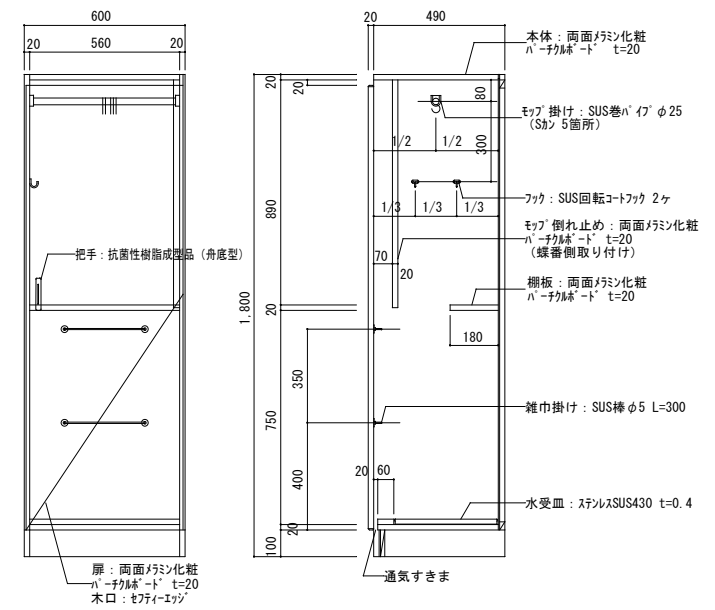 600
20 560 20
20 490
本体：両面ﾒﾗﾐﾝ化粧
ﾊﾟｰﾁｸﾙﾎﾞｰﾄﾞ t=20
20
20
80
ﾓｯﾌﾟ掛け：SUS巻ﾊﾟｲﾌﾟφ25
（Sカン 5箇所）
1/2 1/2
300
フック：SUS回転ｺｰﾄﾌｯｸ 2ヶ
1/3 1/3 1/3
890
ﾓｯﾌﾟ倒れ止め：両面ﾒﾗﾐﾝ化粧
ﾊﾟｰﾁｸﾙﾎﾞｰﾄﾞ t=20
（蝶番側取り付け）
把手：抗菌性樹脂成型品（舟底型）
70
20
棚板：両面ﾒﾗﾐﾝ化粧
ﾊﾟｰﾁｸﾙﾎﾞｰﾄﾞ t=20
1,800
20
180
350
雑巾掛け：SUS棒φ5 L=300
750
400
20 60
水受皿：ｽﾃﾝﾚｽSUS430 t=0.4
20
100
通気すきま
扉：両面ﾒﾗﾐﾝ化粧
ﾊﾟｰﾁｸﾙﾎﾞｰﾄﾞ t=20
木口：ｾﾌﾃｨｰｴｯｼﾞ